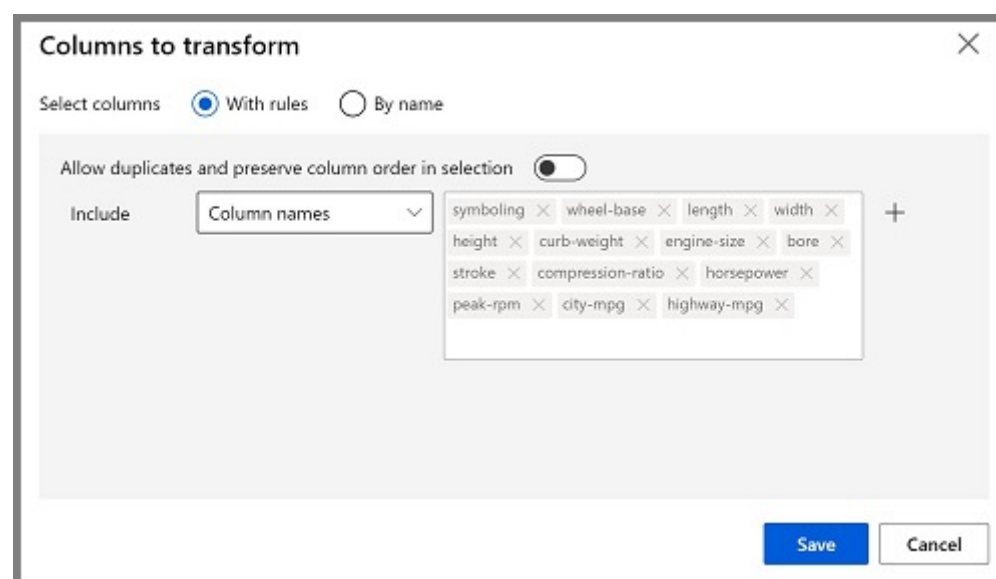 Columns to transform
Select columns With rules By name
Allow duplicates and preserve column order in selection
Include Column names symboling wheel-base length width
height curb-weight engine-size bore
stroke compression-ratio horsepower
peak-rpm city-mpg highway-mpg
Save Cancel